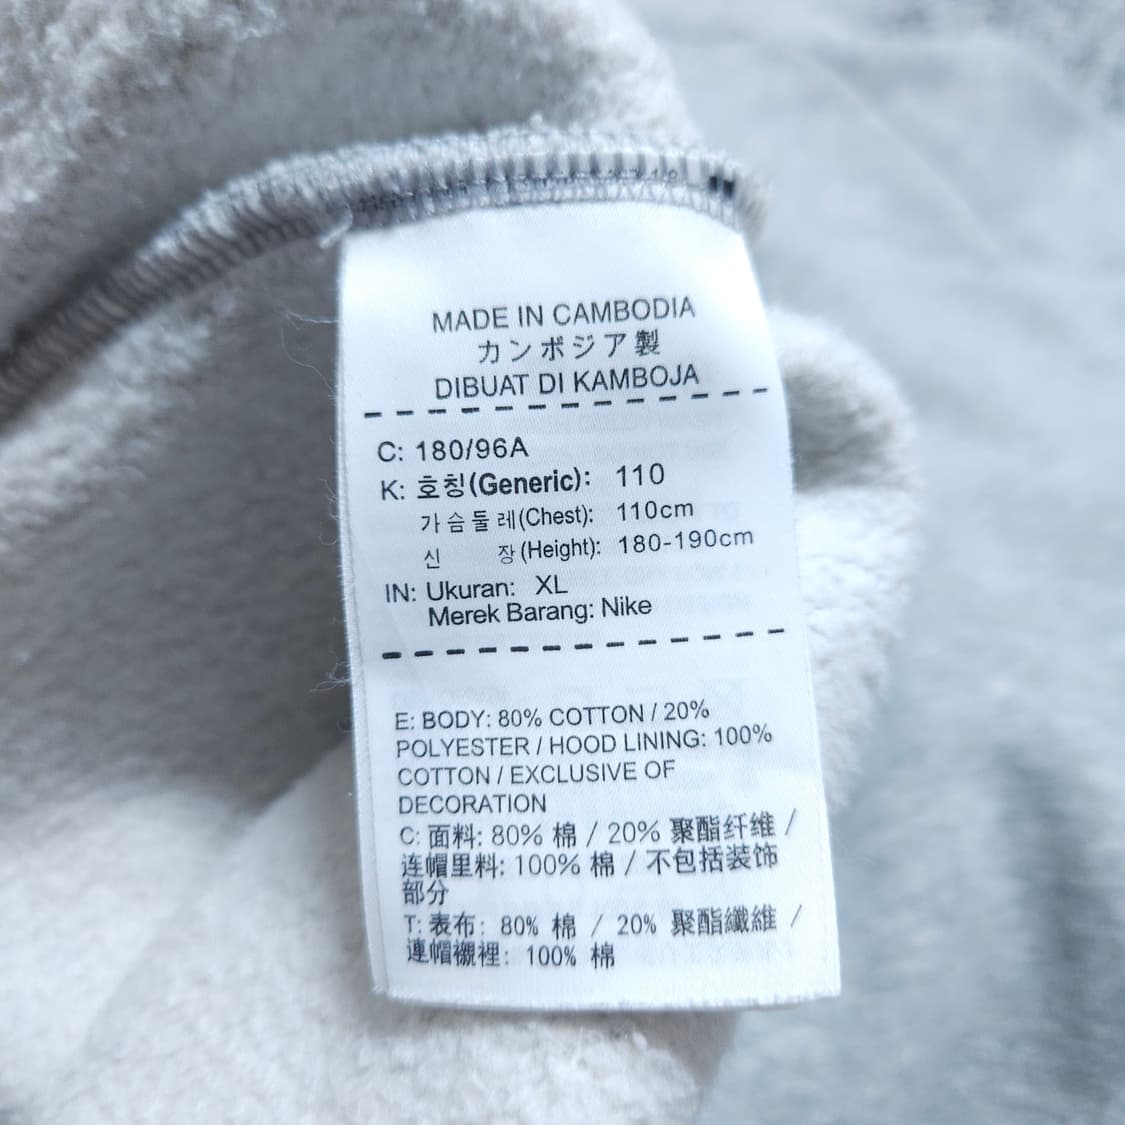 MADE IN CAMBODIA
カンボジア製
DIBUAT DI KAMBOJA
C: 180/96A
K: 호칭(Generic): 110
가슴둘레(Chest): 110cm
신 장(Height): 180-190cm
IN: Ukuran: XL
Merek Barang: Nike
E: BODY: 80% COTTON / 20%
POLYESTER / HOOD LINING: 100%
COTTON / EXCLUSIVE OF
DECORATION
C: 面料: 80% 棉 / 20% 聚酯纤维 /
连帽里料: 100% 棉 / 不包括装饰
部分
T: 表布: 80% 棉 / 20% 聚酯纖維 /
連帽襯裡: 100% 棉